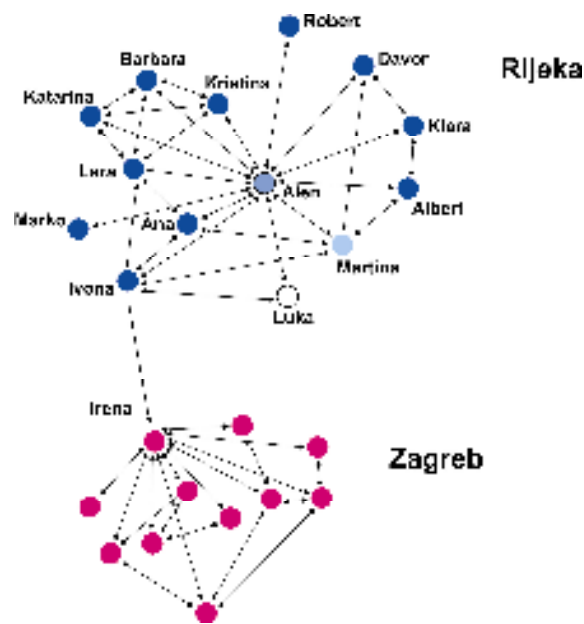 Robert
Barbara
Davor
Rijeka
Kristina
Katarina
Klara
Lara
Alen
Albert
Marko
Ana
Martina
Ivona
Luka
Irena
Zagreb